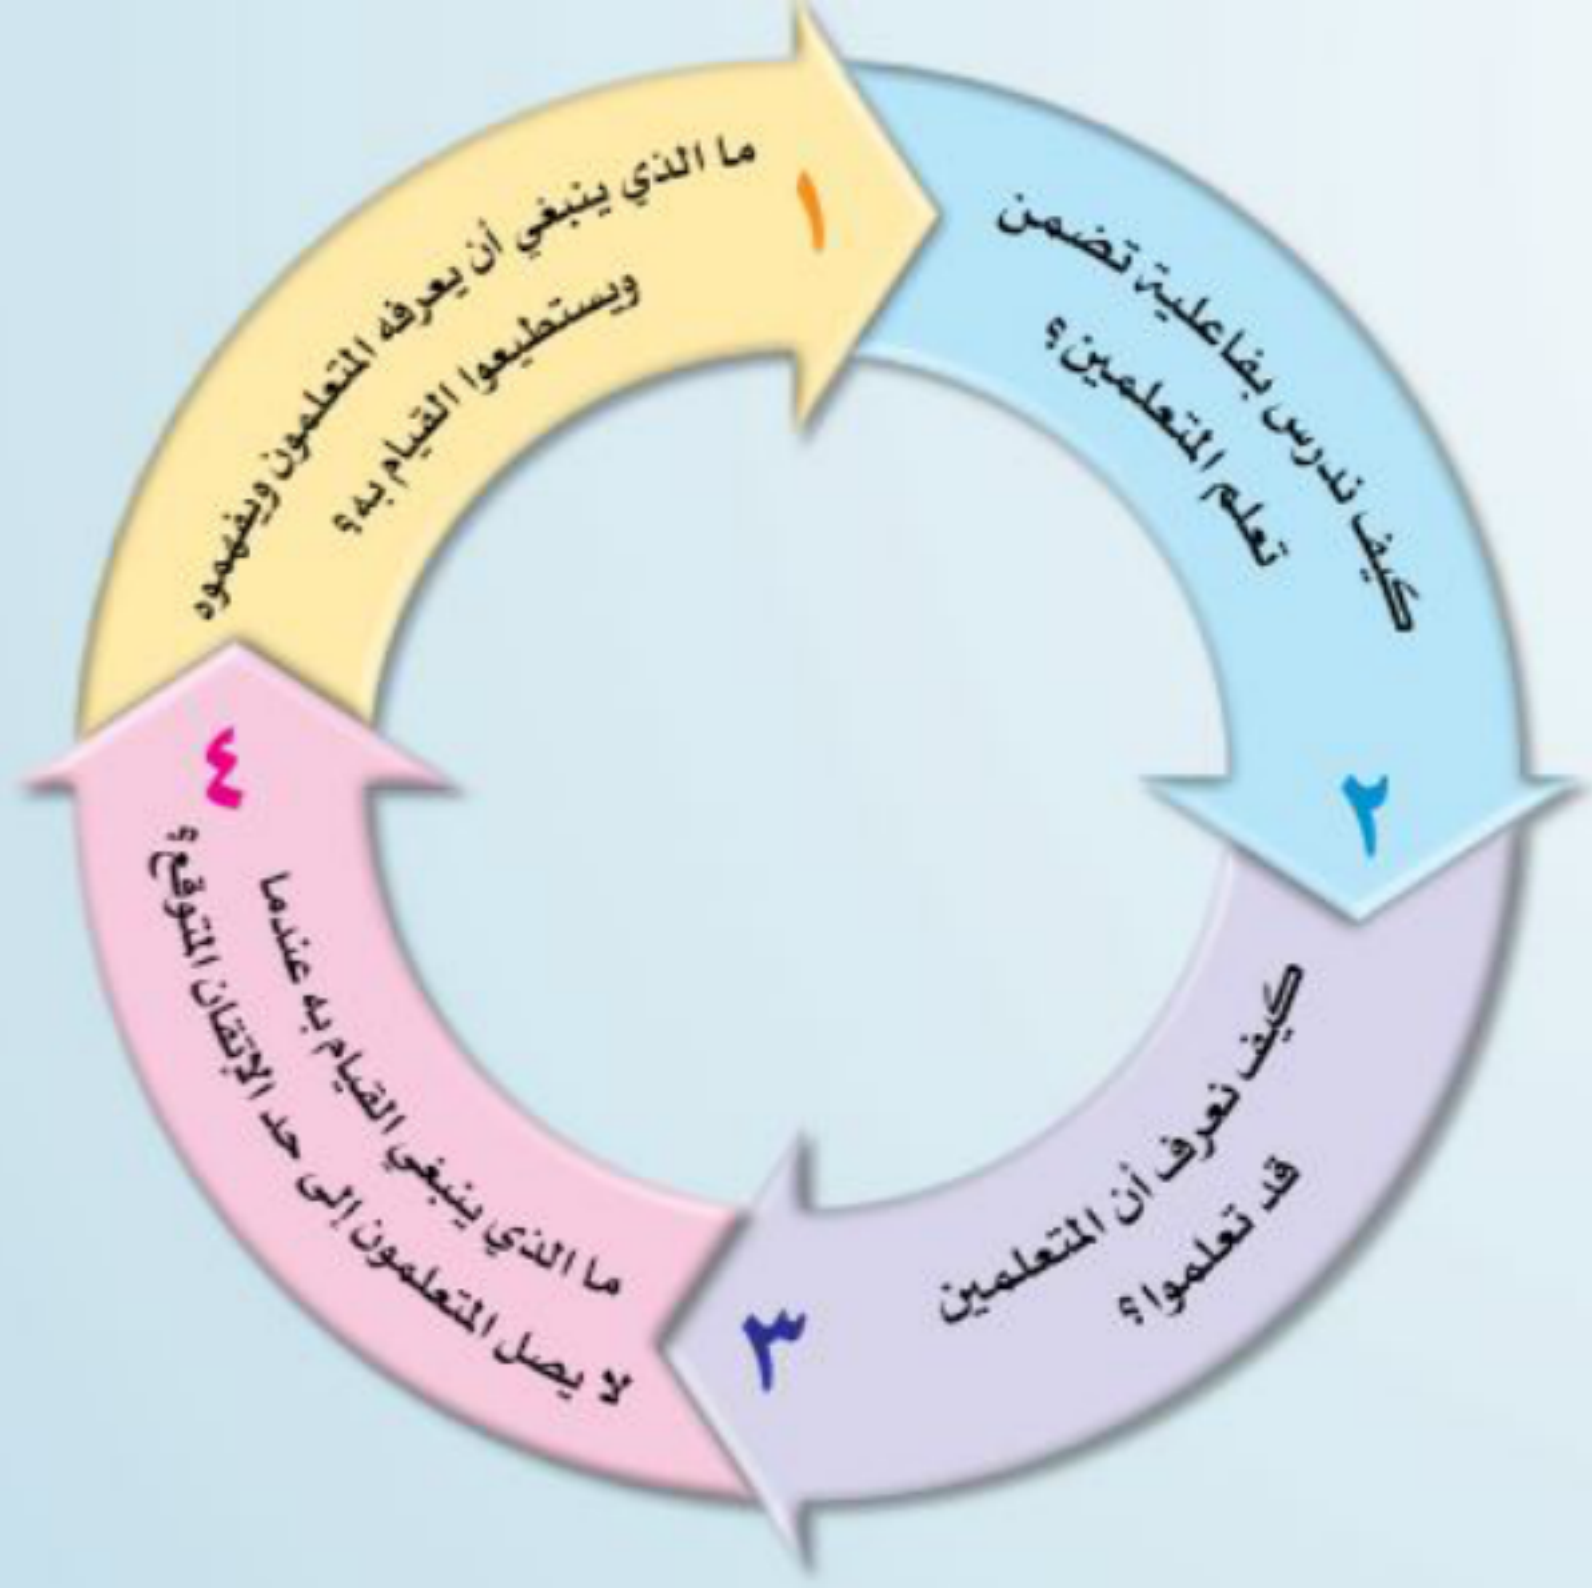 ١
ما الذي ينبغي أن يعرفه المتعلمون ويفهموه
ويستطيعوا القيام به؟
٢
كيف ندرس بفاعلية تضمن
تعلم المتعلمين؟
٣
كيف نعرف أن المتعلمين
قد تعلموا؟
٤
ما الذي ينبغي القيام به عندما
لا يصل المتعلمون إلى حد الإتقان المتوقع؟